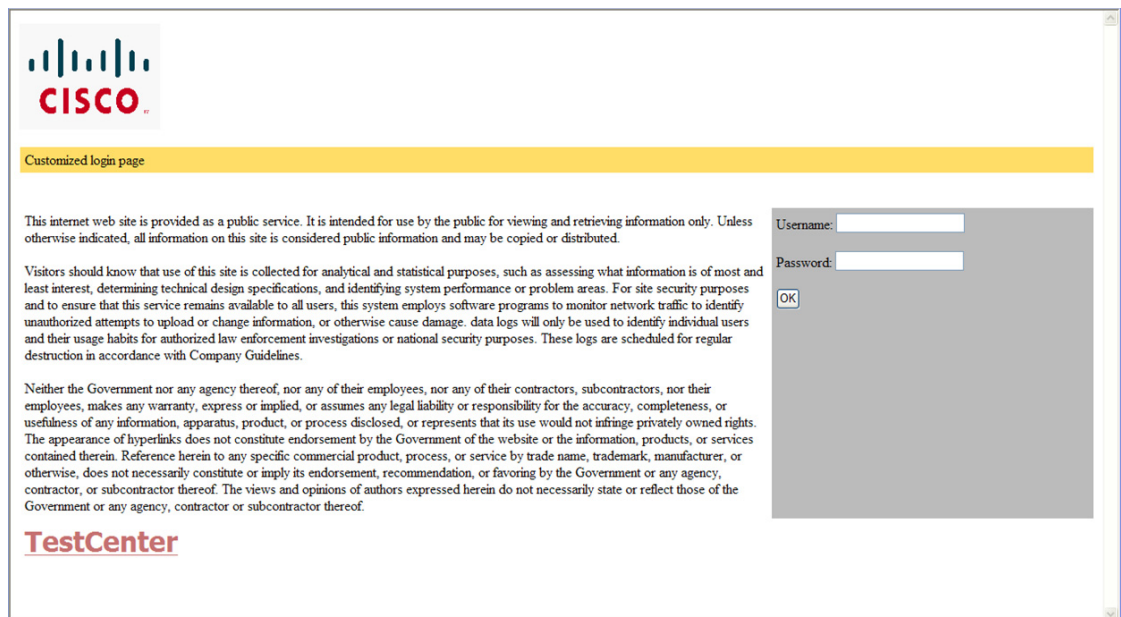 CISCO
Customized login page
This internet web site is provided as a public service. It is intended for use by the public for viewing and retrieving information only. Unless
otherwise indicated, all information on this site is considered public information and may be copied or distributed.
Username:
Visitors should know that use of this site is collected for analytical and statistical purposes, such as assessing what information is of most and
least interest, determining technical design specifications, and identifying system performance or problem areas. For site security purposes
and to ensure that this service remains available to all users, this system employs software programs to monitor network traffic to identify
unauthorized attempts to upload or change information, or otherwise cause damage. data logs will only be used to identify individual users
and their usage habits for authorized law enforcement investigations or national security purposes. These logs are scheduled for regular
destruction in accordance with Company Guidelines.
Password:
OK
Neither the Government nor any agency thereof, nor any of their employees, nor any of their contractors, subcontractors, nor their
employees, makes any warranty, express or implied, or assumes any legal liability or responsibility for the accuracy, completeness, or
usefulness of any information, apparatus, product, or process disclosed, or represents that its use would not infringe privately owned rights.
The appearance of hyperlinks does not constitute endorsement by the Government of the website or the information, products, or services
contained therein. Reference herein to any specific commercial product, process, or service by trade name, trademark, manufacturer, or
otherwise, does not necessarily constitute or imply its endorsement, recommendation, or favoring by the Government or any agency,
contractor, or subcontractor thereof. The views and opinions of authors expressed herein do not necessarily state or reflect those of the
Government or any agency, contractor or subcontractor thereof.
TestCenter